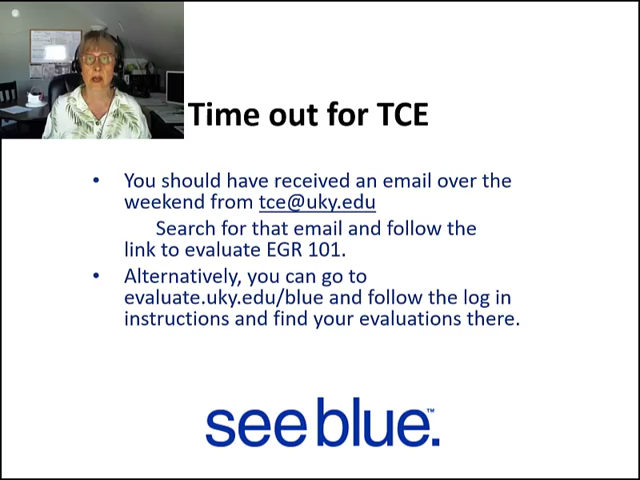 Time out for TCE
• You should have received an email over the
weekend from tce@uky.edu
Search for that email and follow the
link to evaluate EGR 101.
• Alternatively, you can go to
evaluate.uky.edu/blue and follow the log in
instructions and find your evaluations there.
see blue.™